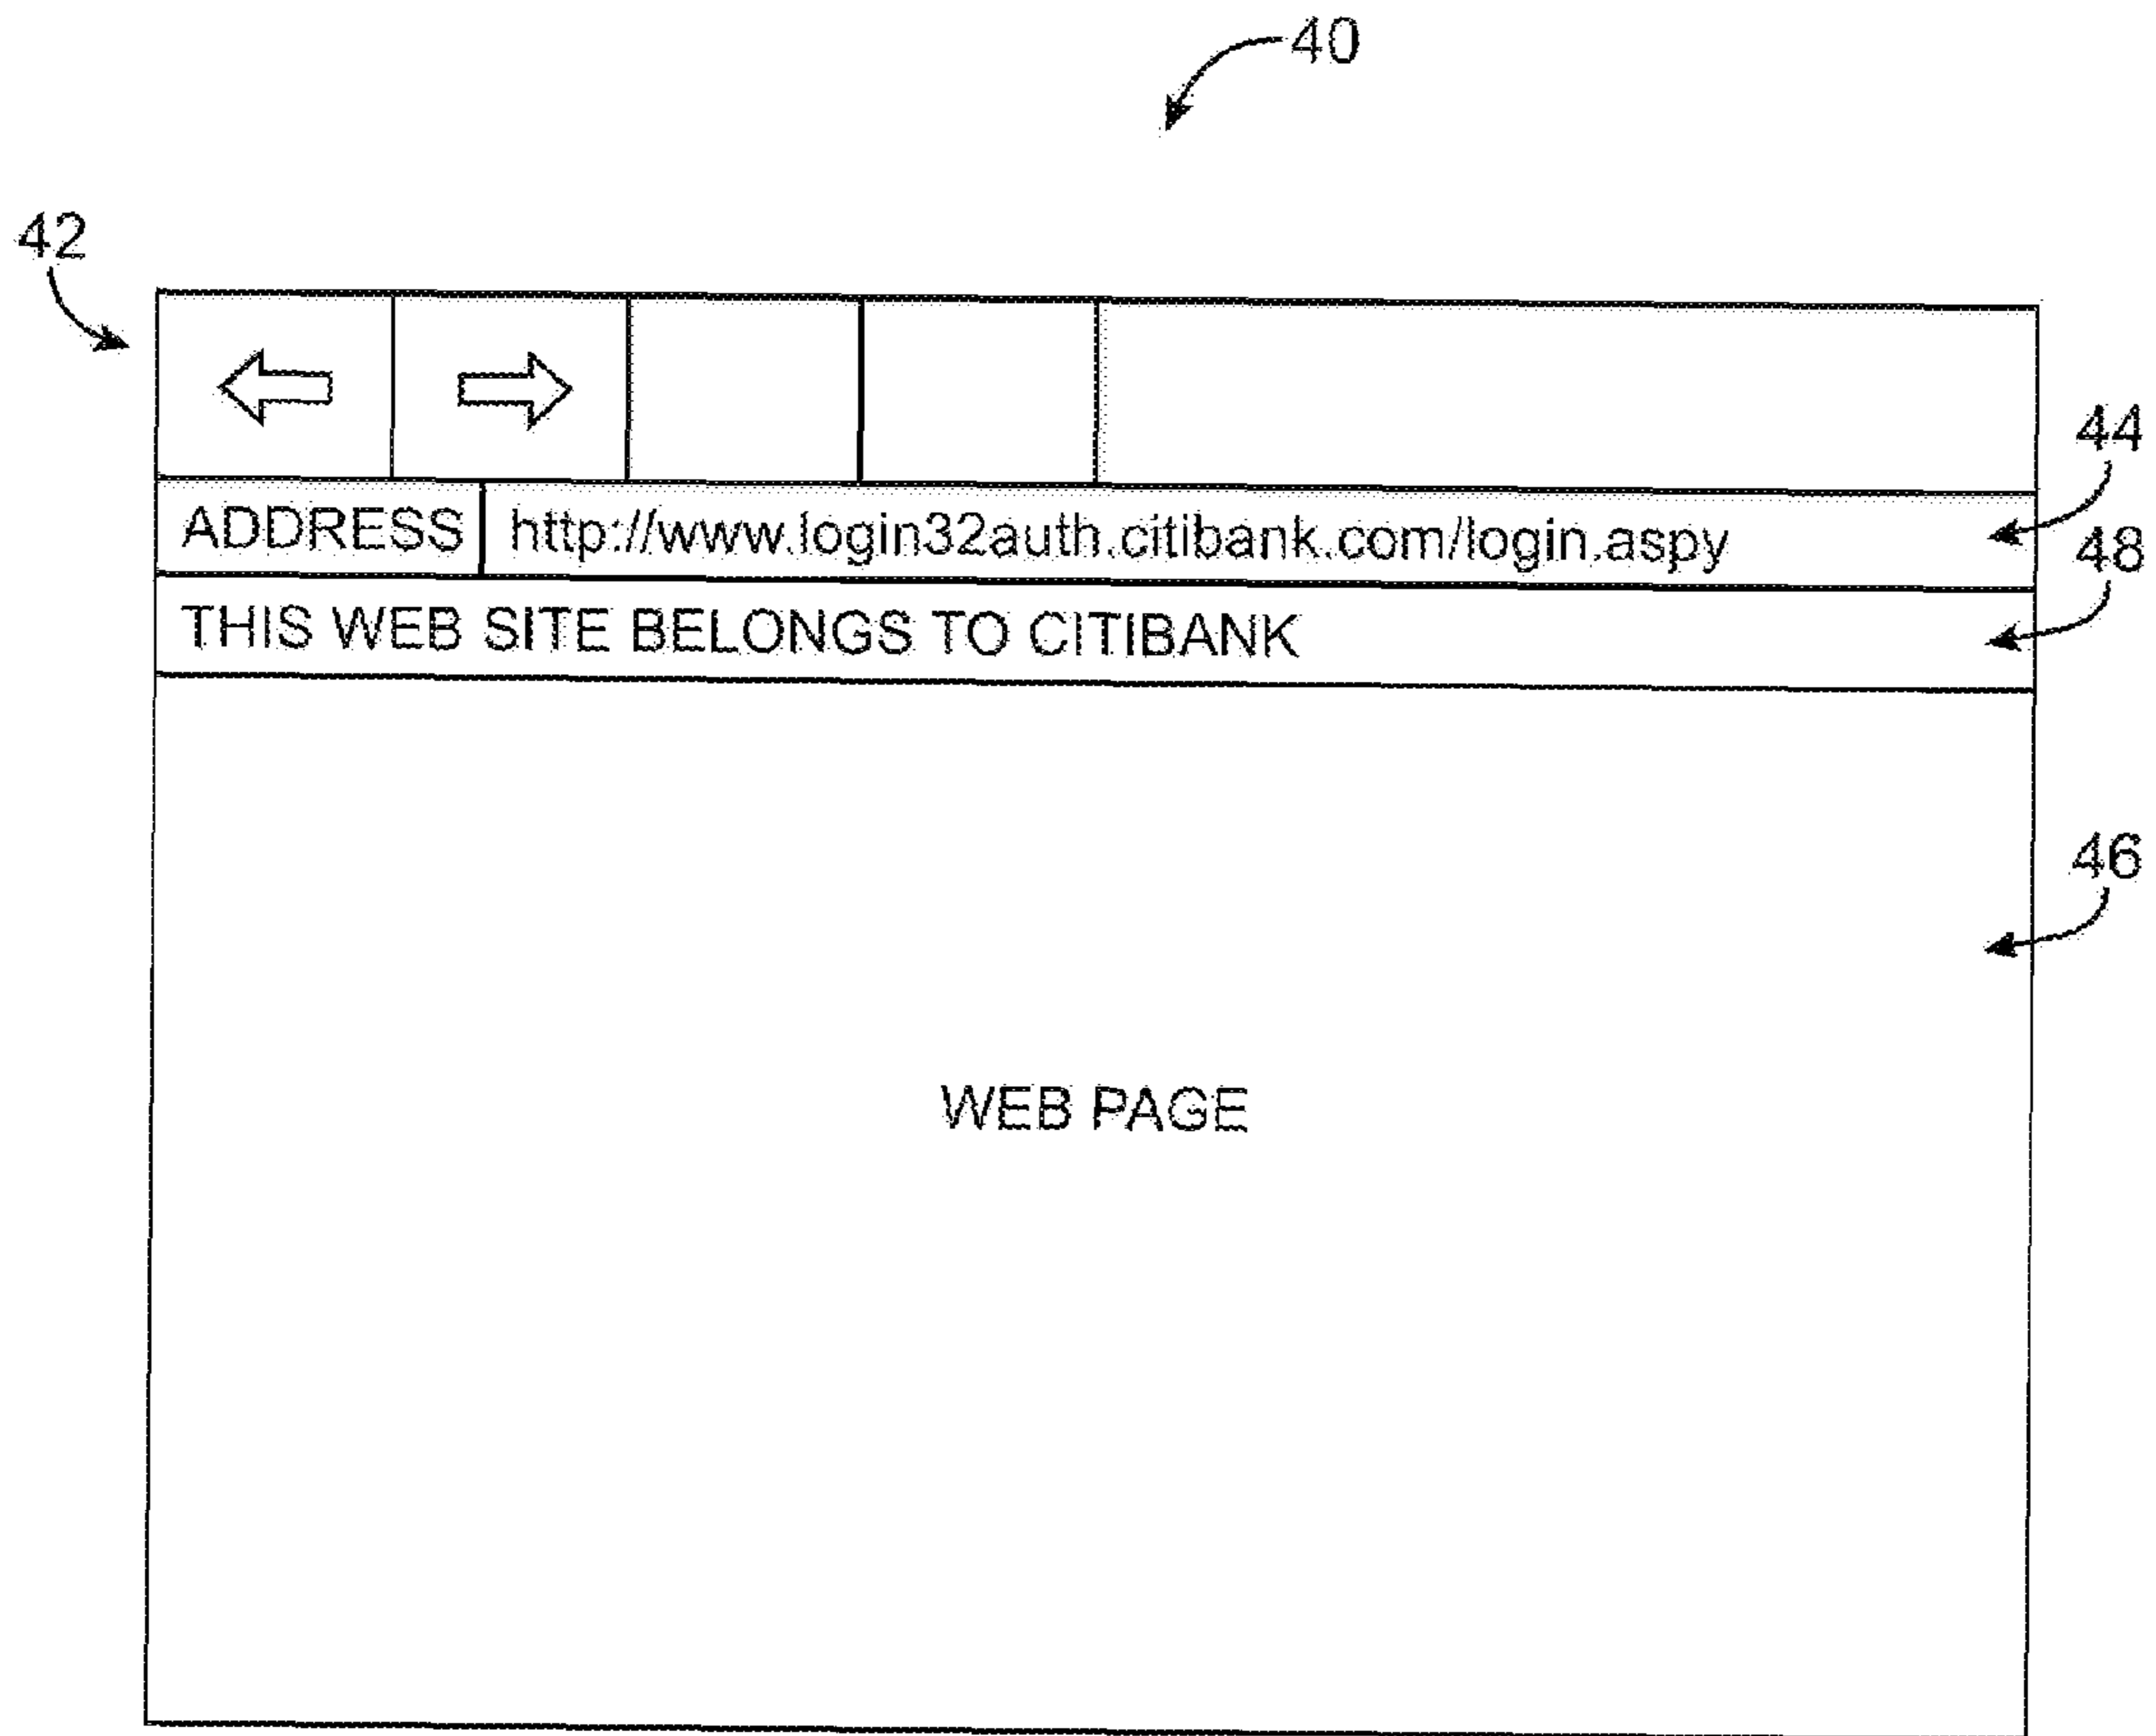 40
42
44
ADDRESS http://www.login32auth.citibank.com/login.aspy
48
THIS WEB SITE BELONGS TO CITIBANK
46
WEB PAGE